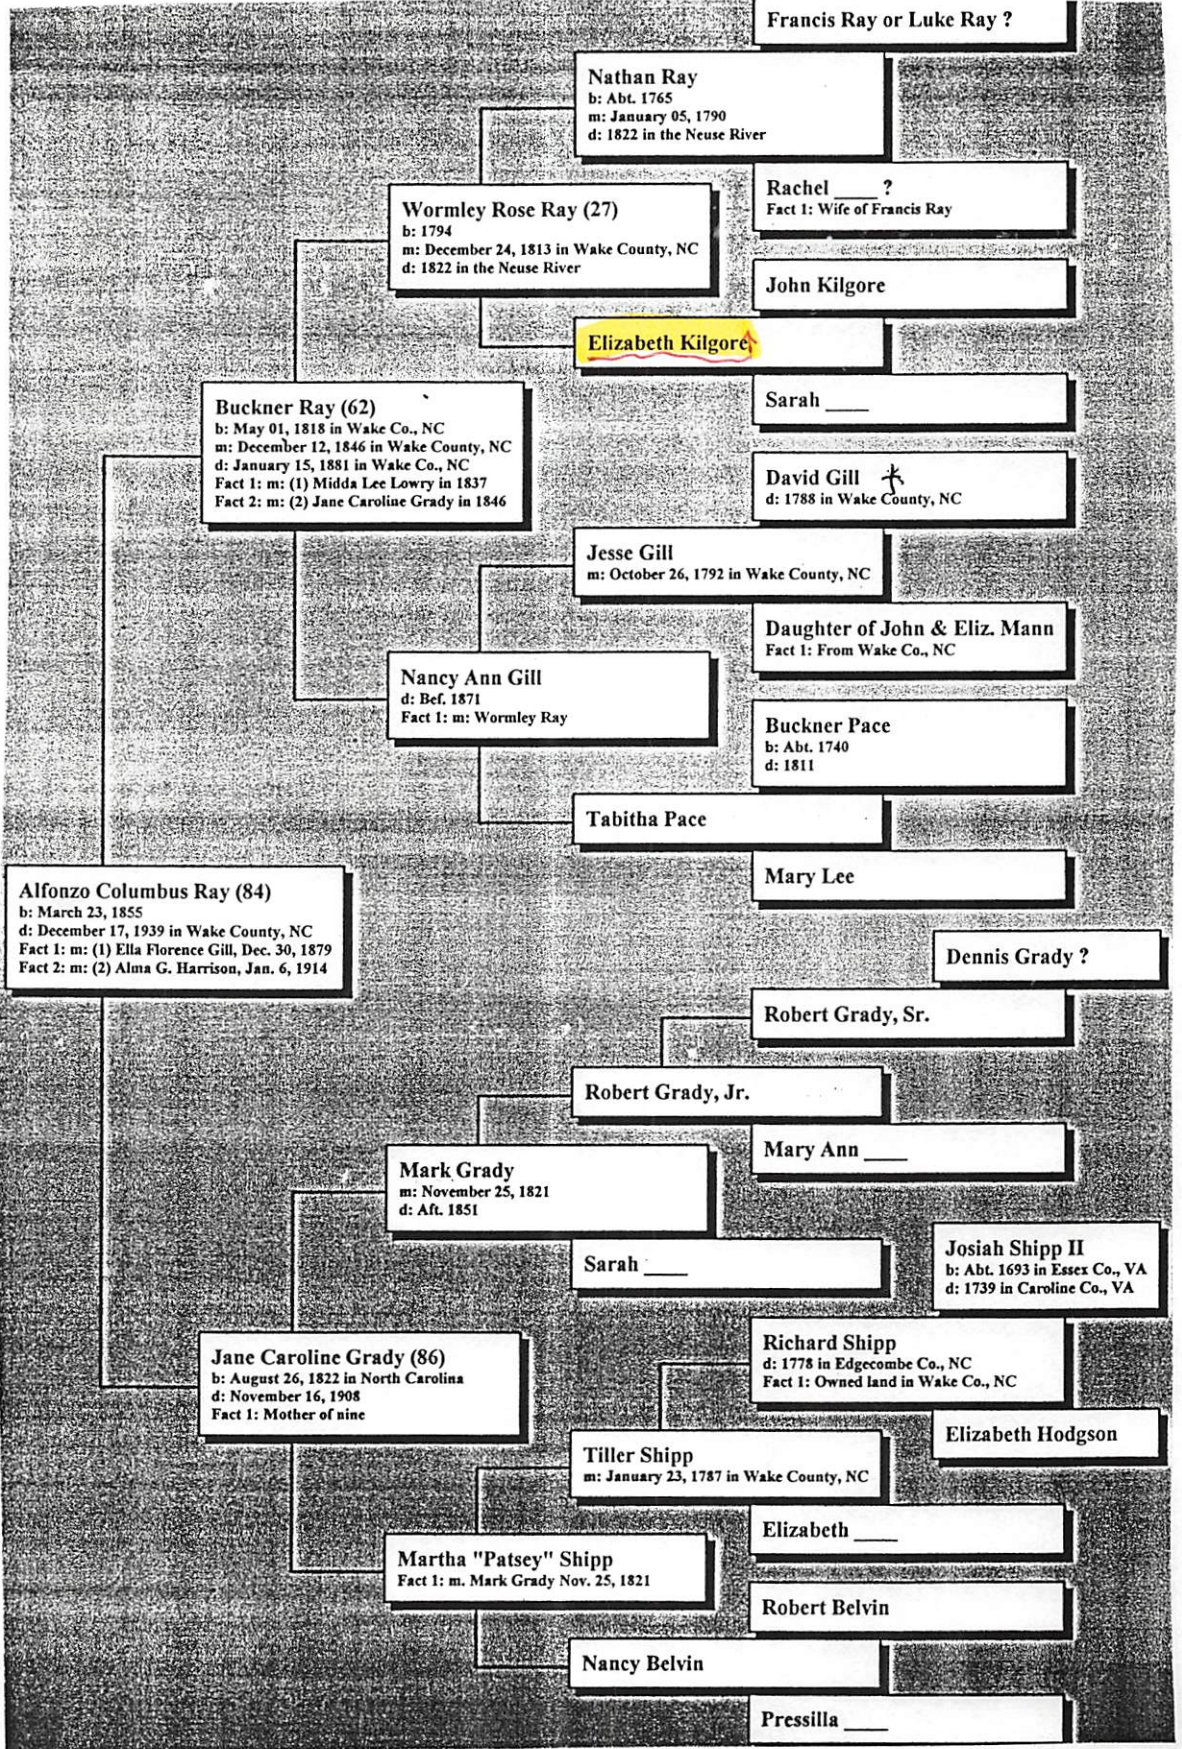 Francis Ray or Luke Ray ?
Nathan Ray
b: Abt. 1765
m: January 05, 1790
d: 1822 in the Neuse River
Rachel ____ ?
Fact 1: Wife of Francis Ray
Wormley Rose Ray (27)
b: 1794
m: December 24, 1813 in Wake County, NC
d: 1822 in the Neuse River
John Kilgore
Elizabeth Kilgore
Sarah ____
Buckner Ray (62)
b: May 01, 1818 in Wake Co., NC
m: December 12, 1846 in Wake County, NC
d: January 15, 1881 in Wake Co., NC
Fact 1: m: (1) Midda Lee Lowry in 1837
Fact 2: m: (2) Jane Caroline Grady in 1846
David Gill
d: 1788 in Wake County, NC
Jesse Gill
m: October 26, 1792 in Wake County, NC
Daughter of John & Eliz. Mann
Fact 1: From Wake Co., NC
Nancy Ann Gill
d: Bef. 1871
Fact 1: m: Wormley Ray
Buckner Pace
b: Abt. 1740
d: 1811
Tabitha Pace
Mary Lee
Alfonzo Columbus Ray (84)
b: March 23, 1855
d: December 17, 1939 in Wake County, NC
Fact 1: m: (1) Ella Florence Gill, Dec. 30, 1879
Fact 2: m: (2) Alma G. Harrison, Jan. 6, 1914
Dennis Grady ?
Robert Grady, Sr.
Robert Grady, Jr.
Mary Ann ____
Mark Grady
m: November 25, 1821
d: Aft. 1851
Sarah ____
Josiah Shipp II
b: Abt. 1693 in Essex Co., VA
d: 1739 in Caroline Co., VA
Richard Shipp
d: 1778 in Edgecombe Co., NC
Fact 1: Owned land in Wake Co., NC
Jane Caroline Grady (86)
b: August 26, 1822 in North Carolina
d: November 16, 1908
Fact 1: Mother of nine
Elizabeth Hodgson
Tiller Shipp
m: January 23, 1787 in Wake County, NC
Elizabeth ____
Martha "Patsey" Shipp
Fact 1: m. Mark Grady Nov. 25, 1821
Robert Belvin
Nancy Belvin
Pressilla ____